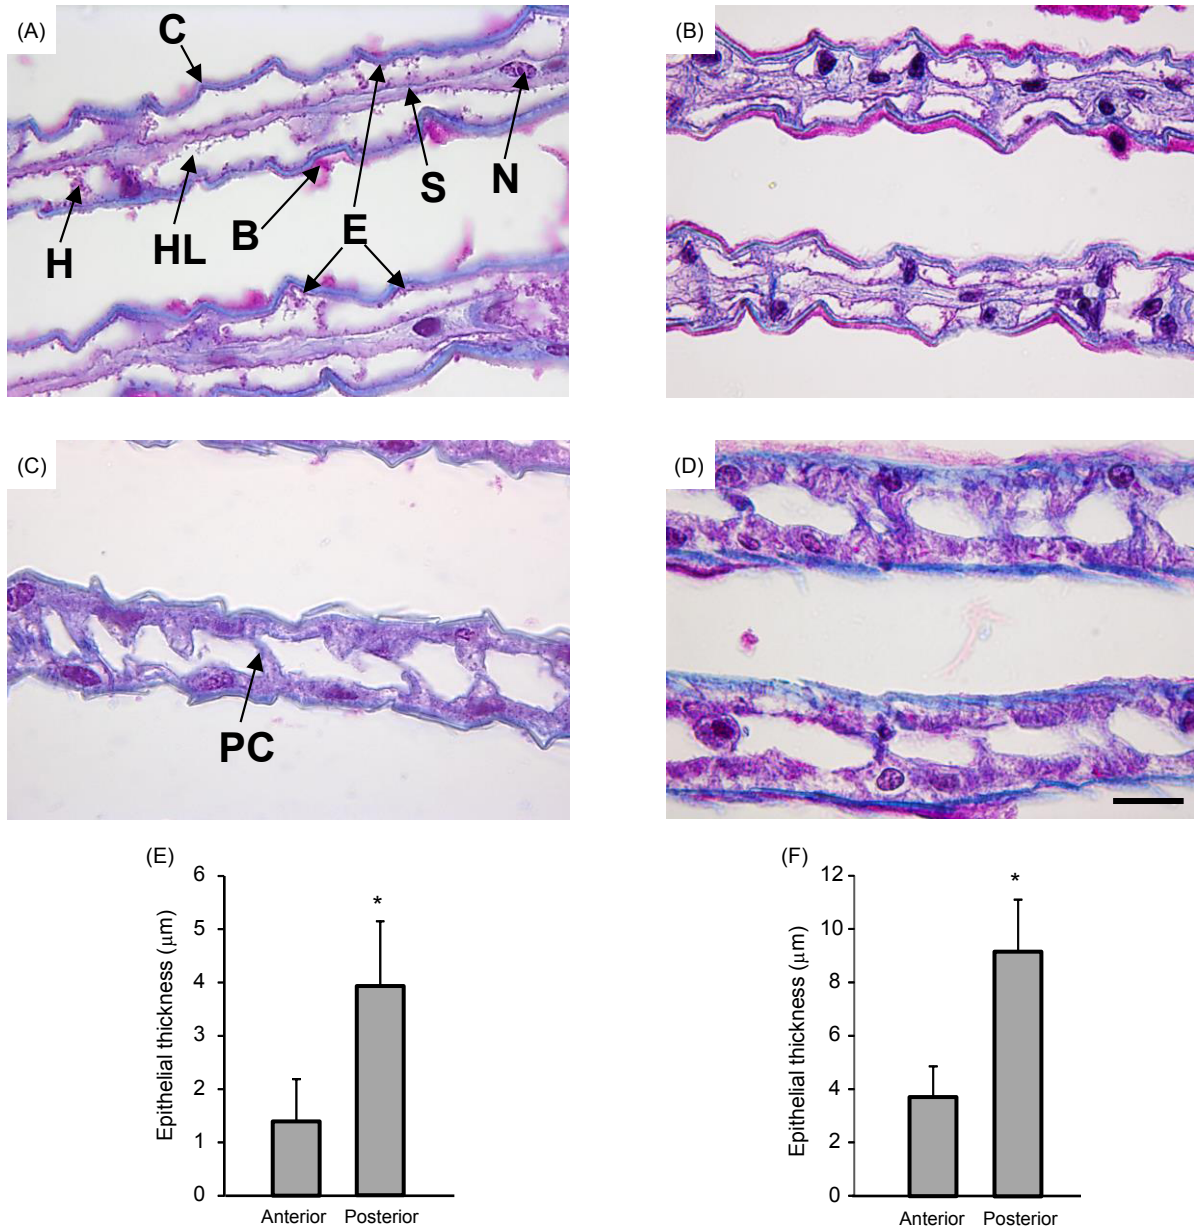 (A)
C
E
S
N
H
HL
B
(B)
(C)
PC
(D)
(E)
Epithelial thickness (μm)
6
5
4
3
2
1
0
*
Anterior Posterior
(F)
Epithelial thickness (μm)
12
10
8
6
4
2
0
*
Anterior Posterior